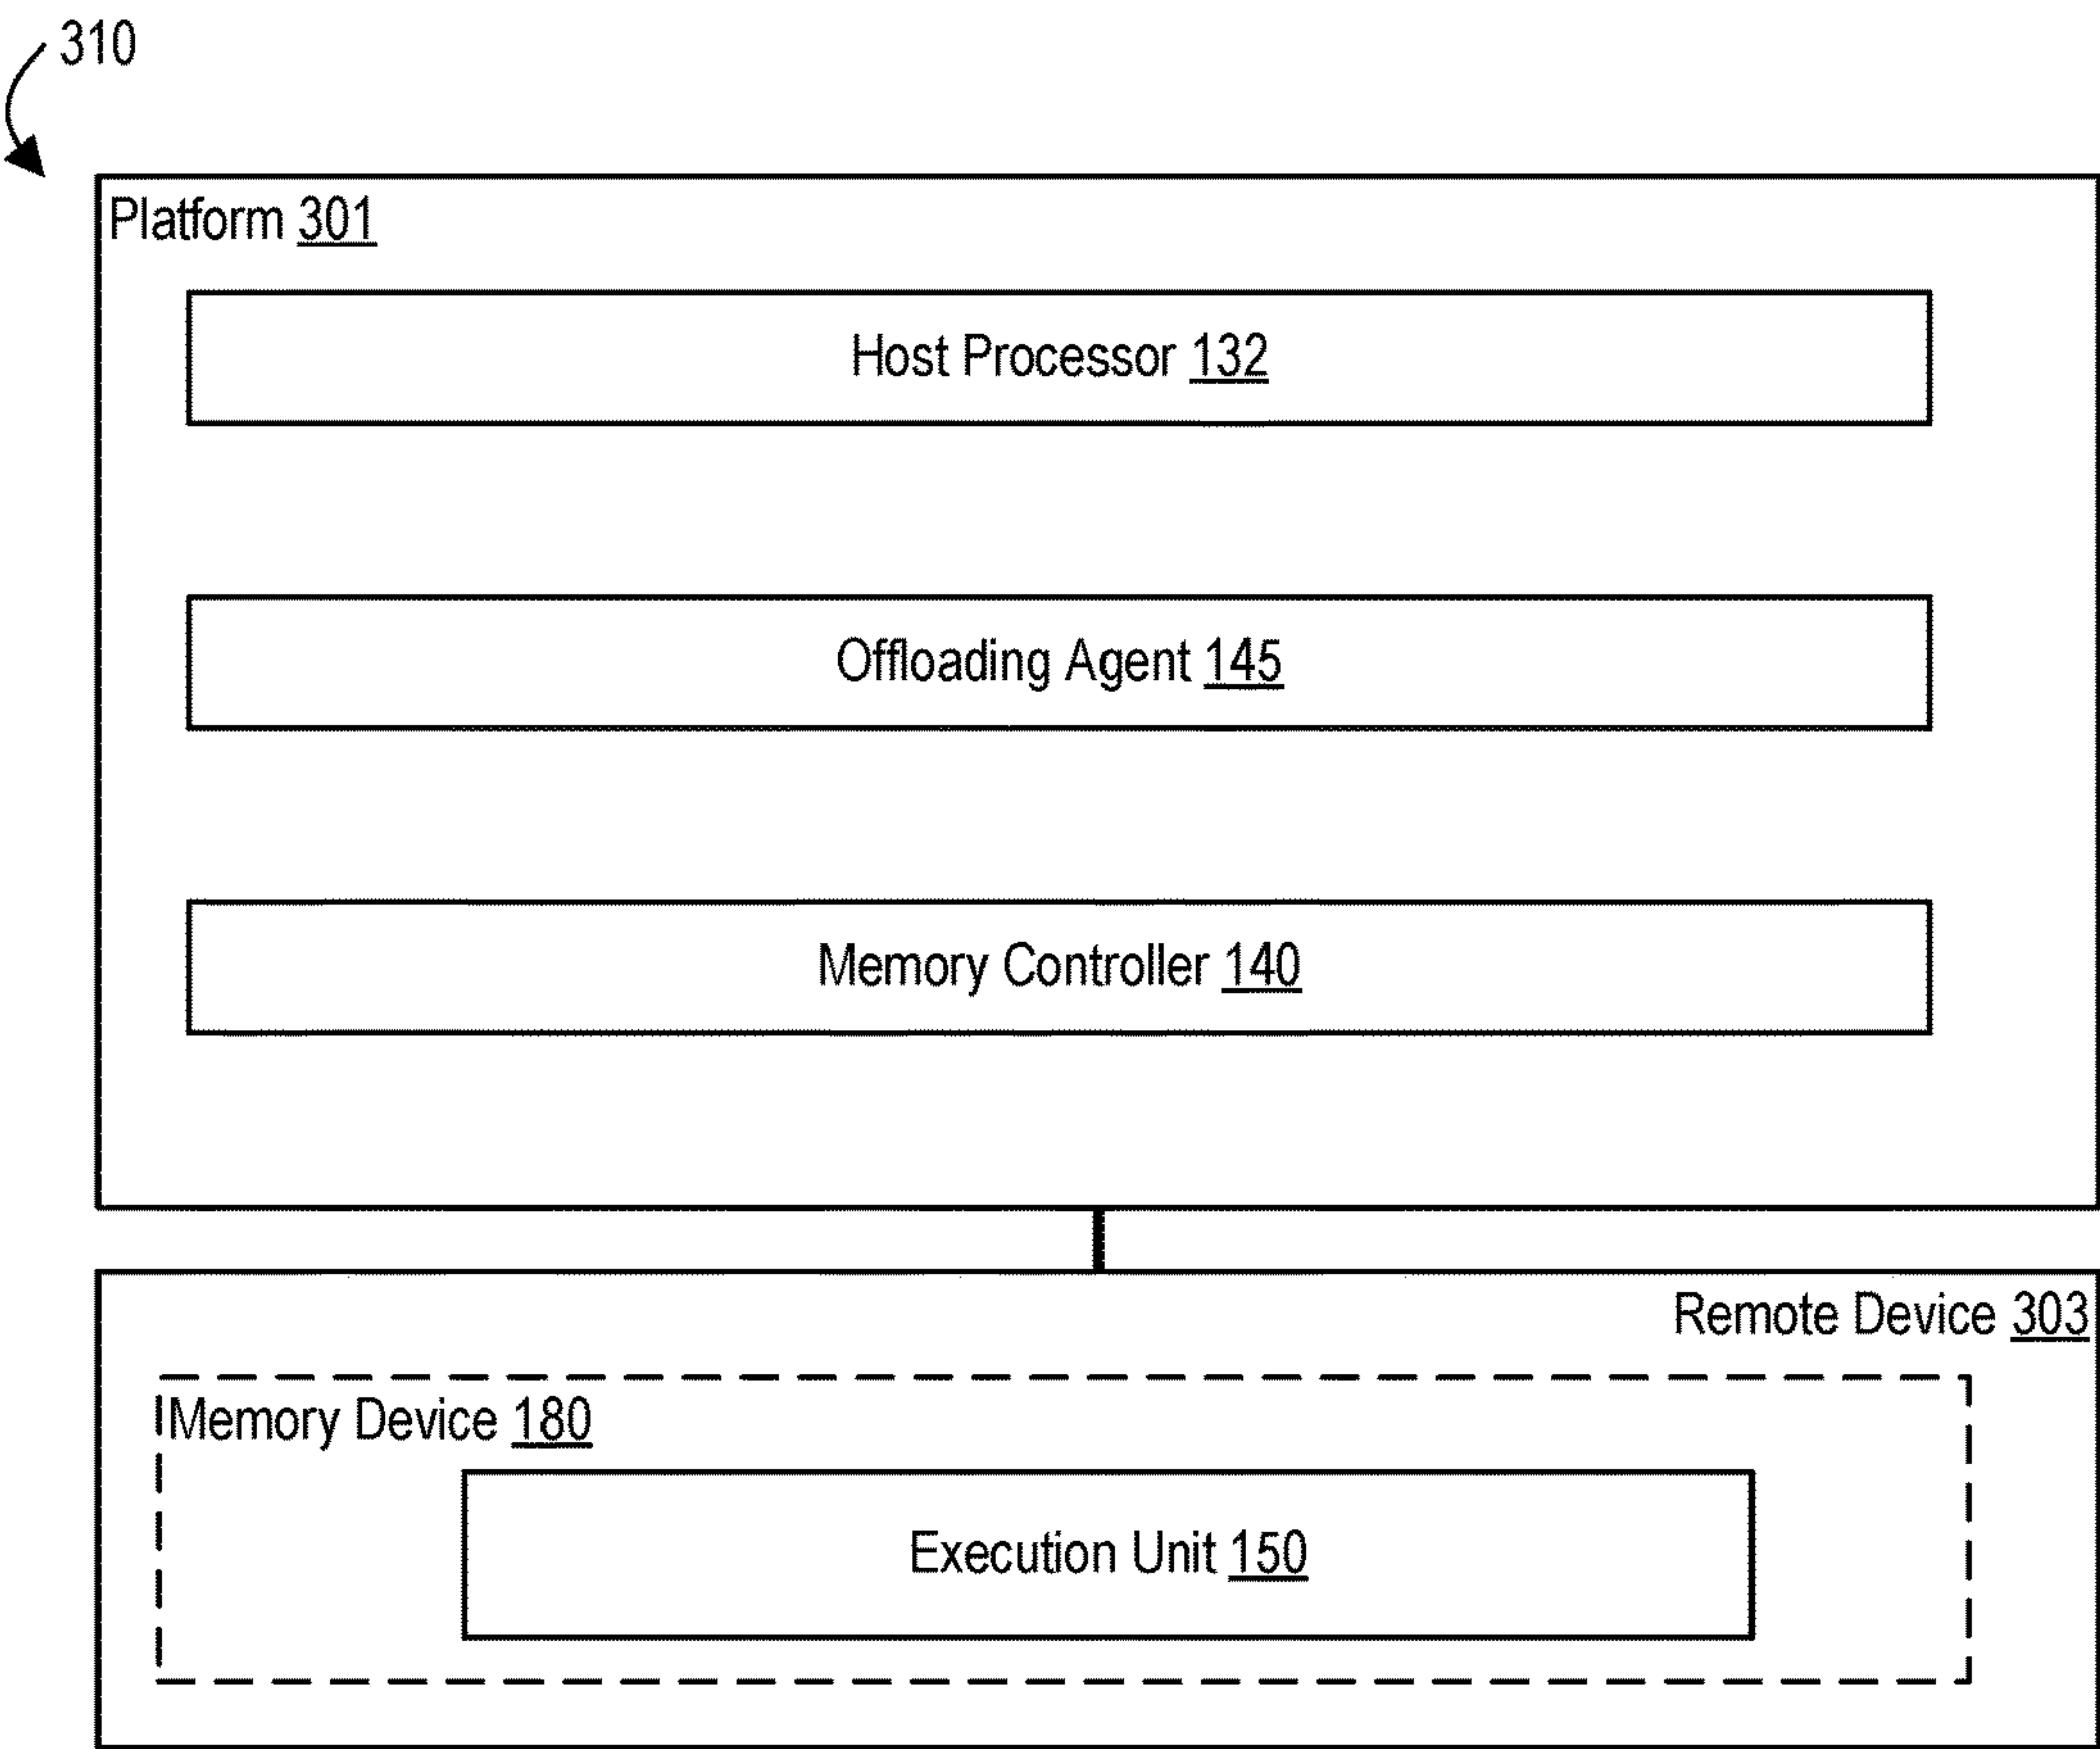 310
Platform 301
Host Processor 132
Offloading Agent 145
Memory Controller 140
Remote Device 303
Memory Device 180
Execution Unit 150